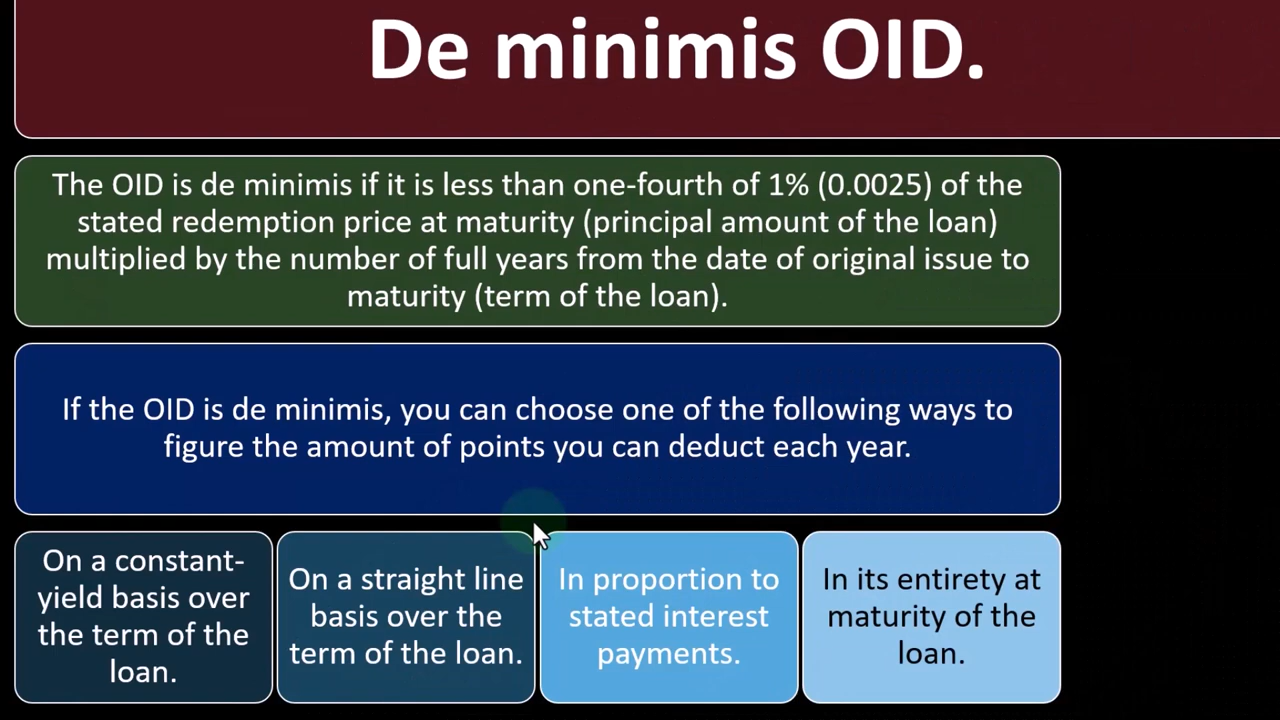 De minimis OID.
The OID is de minimis if it is less than one-fourth of 1% (0.0025) of the
stated redemption price at maturity (principal amount of the loan)
multiplied by the number of full years from the date of original issue to
maturity (term of the loan).
If the OID is de minimis, you can choose one of the following ways to
figure the amount of points you can deduct each year.
On a constant-
yield basis over
the term of the
loan.
On a straight line
basis over the
term of the loan.
In proportion to
stated interest
payments.
In its entirety at
maturity of the
loan.